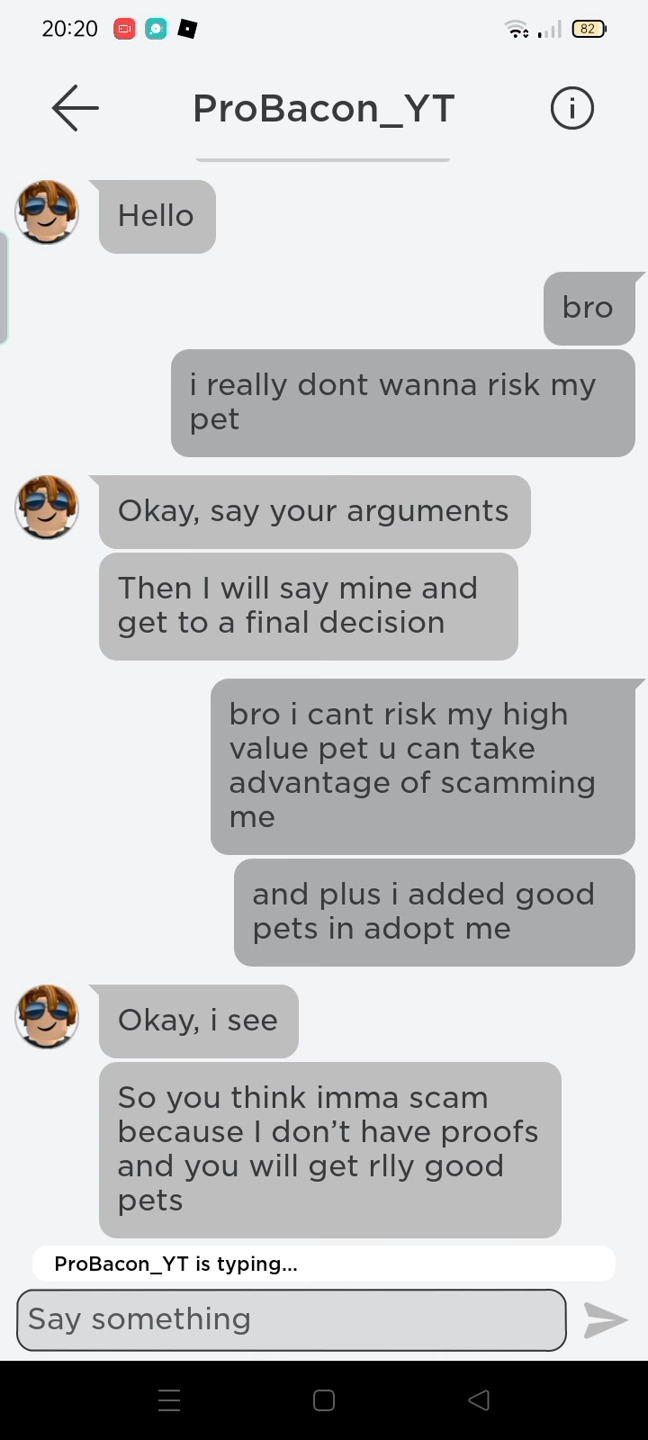 20:20
82
ProBacon_YT
Hello
bro
i really dont wanna risk my
pet
Okay, say your arguments
Then I will say mine and
get to a final decision
bro i cant risk my high
value pet u can take
advantage of scamming
me
and plus i added good
pets in adopt me
Okay, i see
So you think imma scam
because I don’t have proofs
and you will get rlly good
pets
ProBacon_YT is typing...
Say something